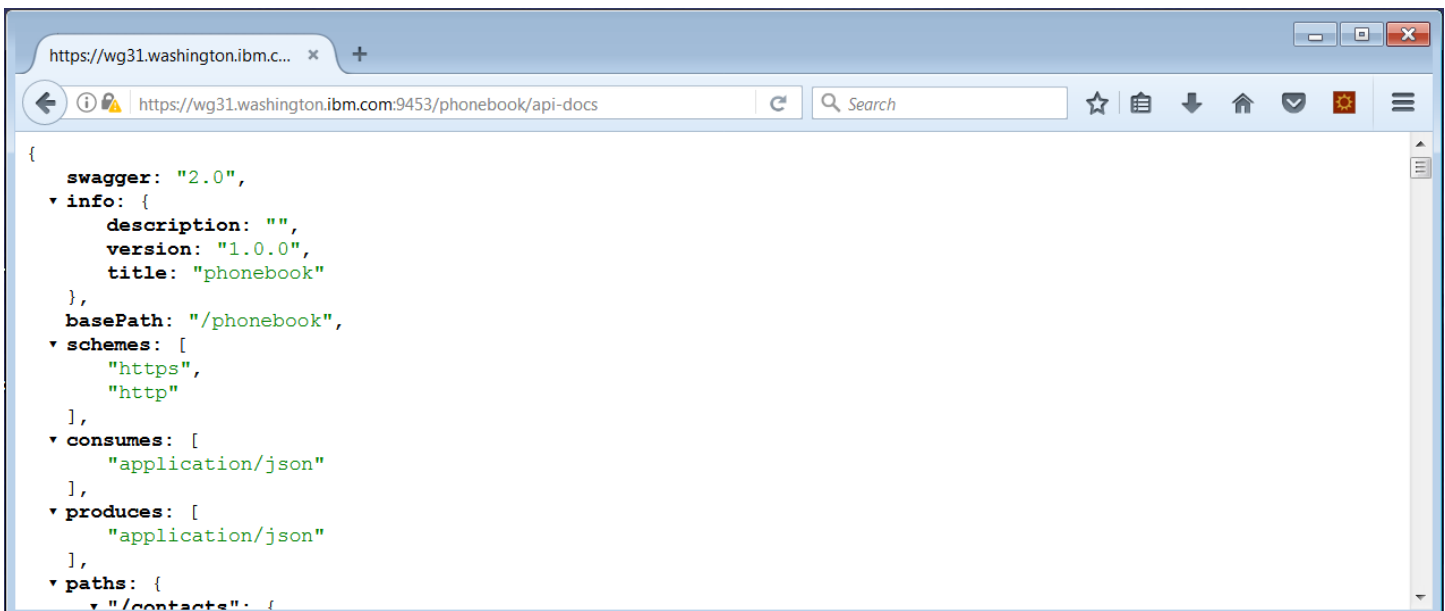 https://wg31.washington.ibm.c...
https://wg31.washington.ibm.com:9453/phonebook/api-docs
Search
{
swagger: "2.0",
info: {
description: "",
version: "1.0.0",
title: "phonebook"
},
basePath: "/phonebook",
schemes: [
"https",
"http"
],
consumes: [
"application/json"
],
produces: [
"application/json"
],
paths: {
"/contacts": {